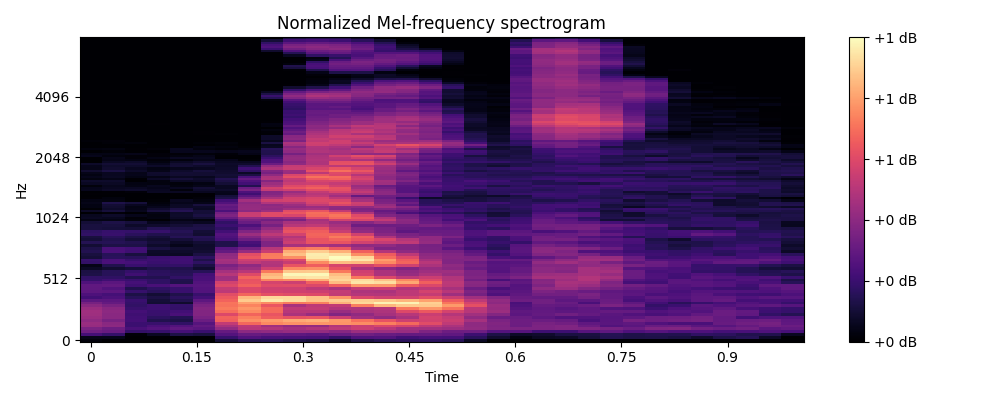 Normalized Mel-frequency spectrogram
Hz
4096
2048
1024
512
0
0 0.15 0.3 0.45 0.6 0.75 0.9
Time
+1 dB
+1 dB
+1 dB
+0 dB
+0 dB
+0 dB